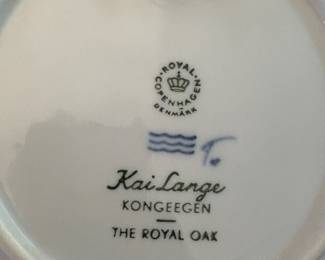 ROYAL
COPENHAGEN
DENMARK
Kai Lange
KONGEEGEN
THE ROYAL OAK